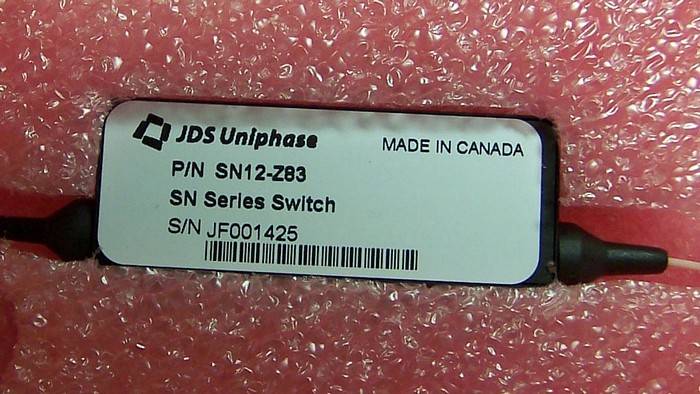 JDS Uniphase
MADE IN CANADA
P/N SN12-Z83
SN Series Switch
S/N JF001425